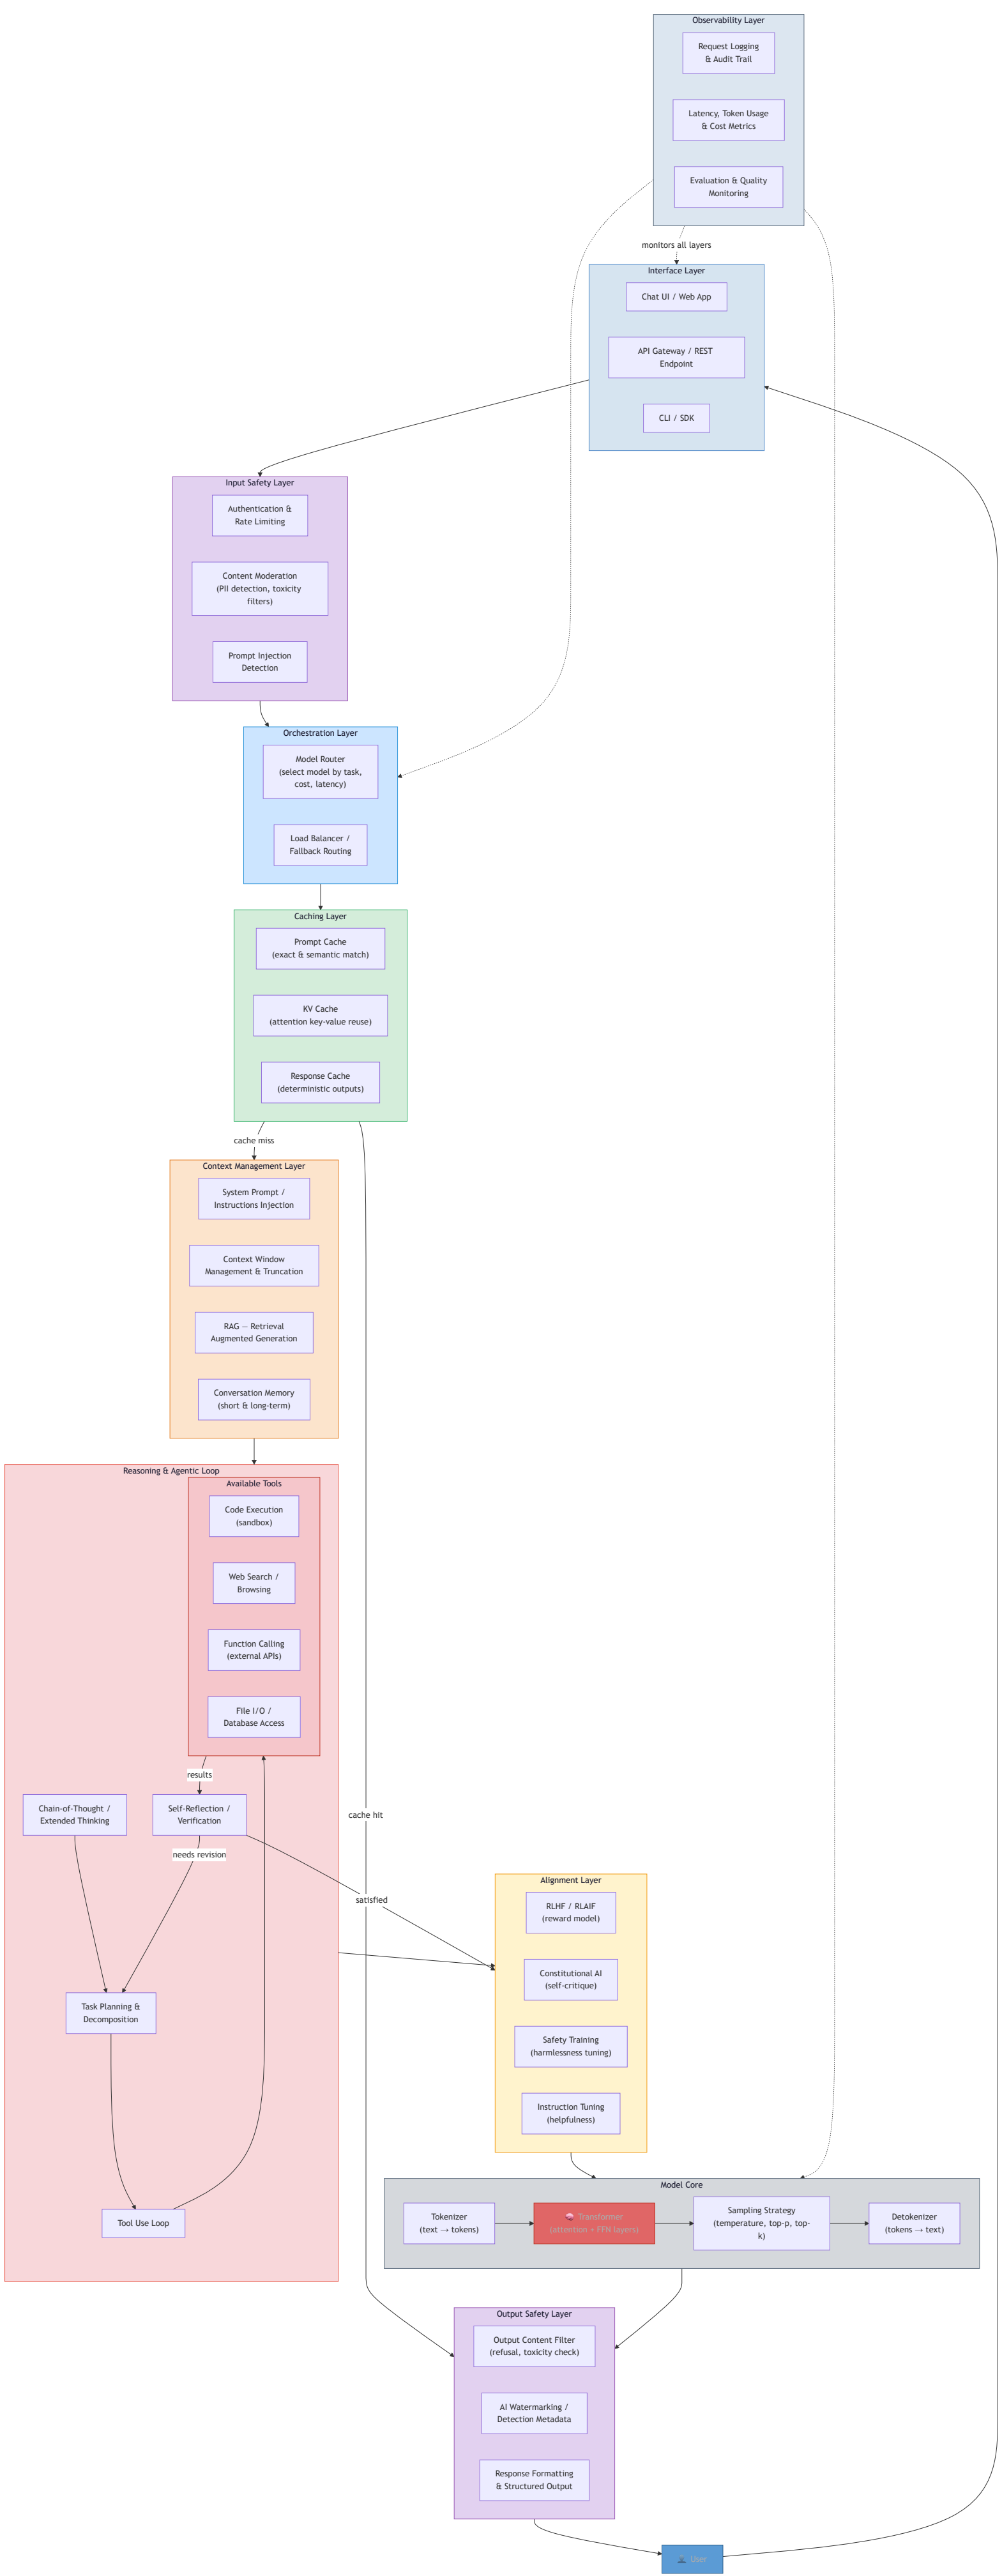 Observability Layer
Request Logging
& Audit Trail
Latency, Token Usage
& Cost Metrics
Evaluation & Quality
Monitoring
monitors all layers
Interface Layer
Chat UI / Web App
API Gateway / REST
Endpoint
CLI / SDK
Input Safety Layer
Authentication &
Rate Limiting
Content Moderation
(PII detection, toxicity
filters)
Prompt Injection
Detection
Orchestration Layer
Model Router
(select model by task,
cost, latency)
Load Balancer /
Fallback Routing
Caching Layer
Prompt Cache
(exact & semantic match)
KV Cache
(attention key-value reuse)
Response Cache
(deterministic outputs)
cache miss
Context Management Layer
System Prompt /
Instructions Injection
Context Window
Management & Truncation
RAG — Retrieval
Augmented Generation
Conversation Memory
(short & long-term)
Reasoning & Agentic Loop
Available Tools
Code Execution
(sandbox)
Web Search /
Browsing
Function Calling
(external APIs)
File I/O /
Database Access
results
Chain-of-Thought /
Extended Thinking
Self-Reflection /
Verification
cache hit
needs revision
satisfied
Alignment Layer
RLHF / RLAIF
(reward model)
Constitutional AI
(self-critique)
Safety Training
(harmlessness tuning)
Instruction Tuning
(helpfulness)
Task Planning &
Decomposition
Tool Use Loop
Model Core
Tokenizer
(text → tokens)
🧠 Transformer
(attention + FFN layers)
Sampling Strategy
(temperature, top-p, top-
k)
Detokenizer
(tokens → text)
Output Safety Layer
Output Content Filter
(refusal, toxicity check)
AI Watermarking /
Detection Metadata
Response Formatting
& Structured Output
User